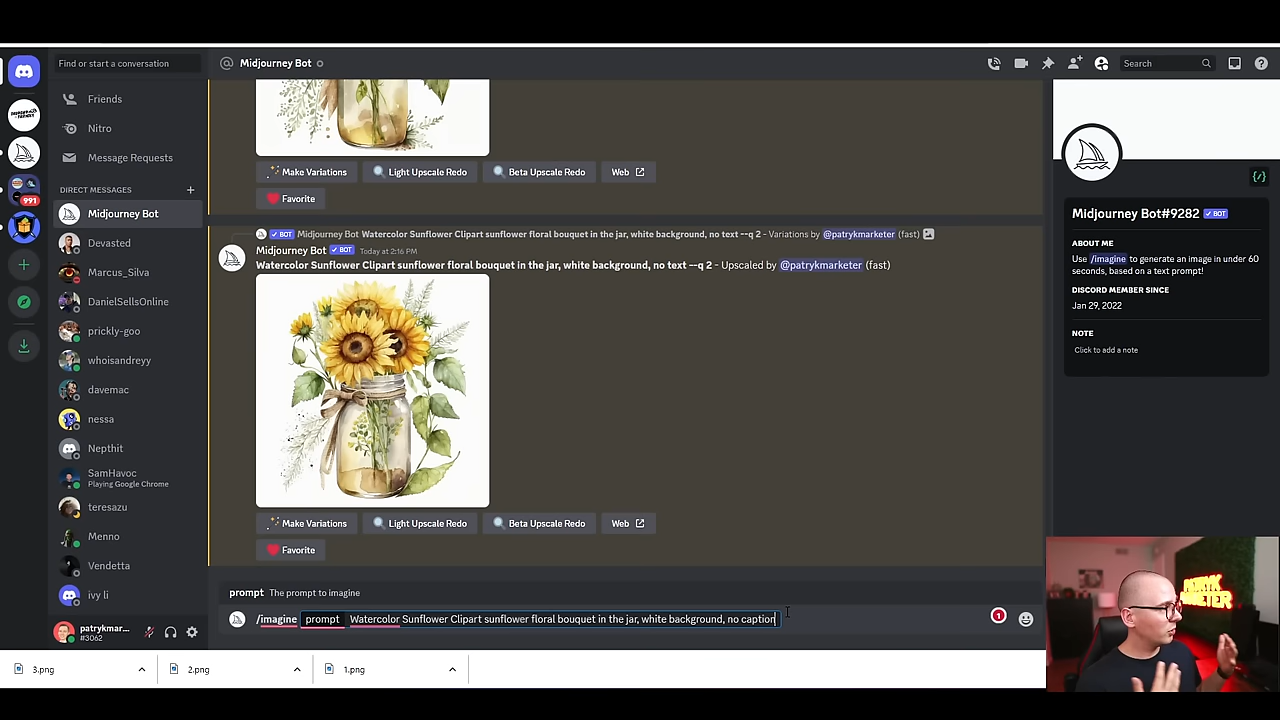 Find or start a conversation
Midjourney Bot
Search
Friends
Nitro
Message Requests
DIRECT MESSAGES
Midjourney Bot
Devasted
Marcus_Silva
DanielSellsOnline
prickly-goo
whoisandreyy
davemac
nessa
Nepthit
SamHavoc
Playing Google Chrome
teresazu
Menno
Vendetta
ivy li
patrykmar...
#3062
991
Make Variations
Light Upscale Redo
Beta Upscale Redo
Web
Favorite
BOT Midjourney Bot Watercolor Sunflower Clipart sunflower floral bouquet in the jar, white background, no text --q 2 - Variations by @patrykmarketer (fast)
Midjourney Bot BOT Today at 2:16 PM
Watercolor Sunflower Clipart sunflower floral bouquet in the jar, white background, no text --q 2 - Upscaled by @patrykmarketer (fast)
Make Variations
Light Upscale Redo
Beta Upscale Redo
Web
Favorite
prompt The prompt to imagine
/imagine prompt Watercolor Sunflower Clipart sunflower floral bouquet in the jar, white background, no caption
1
Midjourney Bot#9282 BOT
ABOUT ME
Use /imagine to generate an image in under 60
seconds, based on a text prompt!
DISCORD MEMBER SINCE
Jan 29, 2022
NOTE
Click to add a note
PATRYK
MARKETER
3.png
2.png
1.png